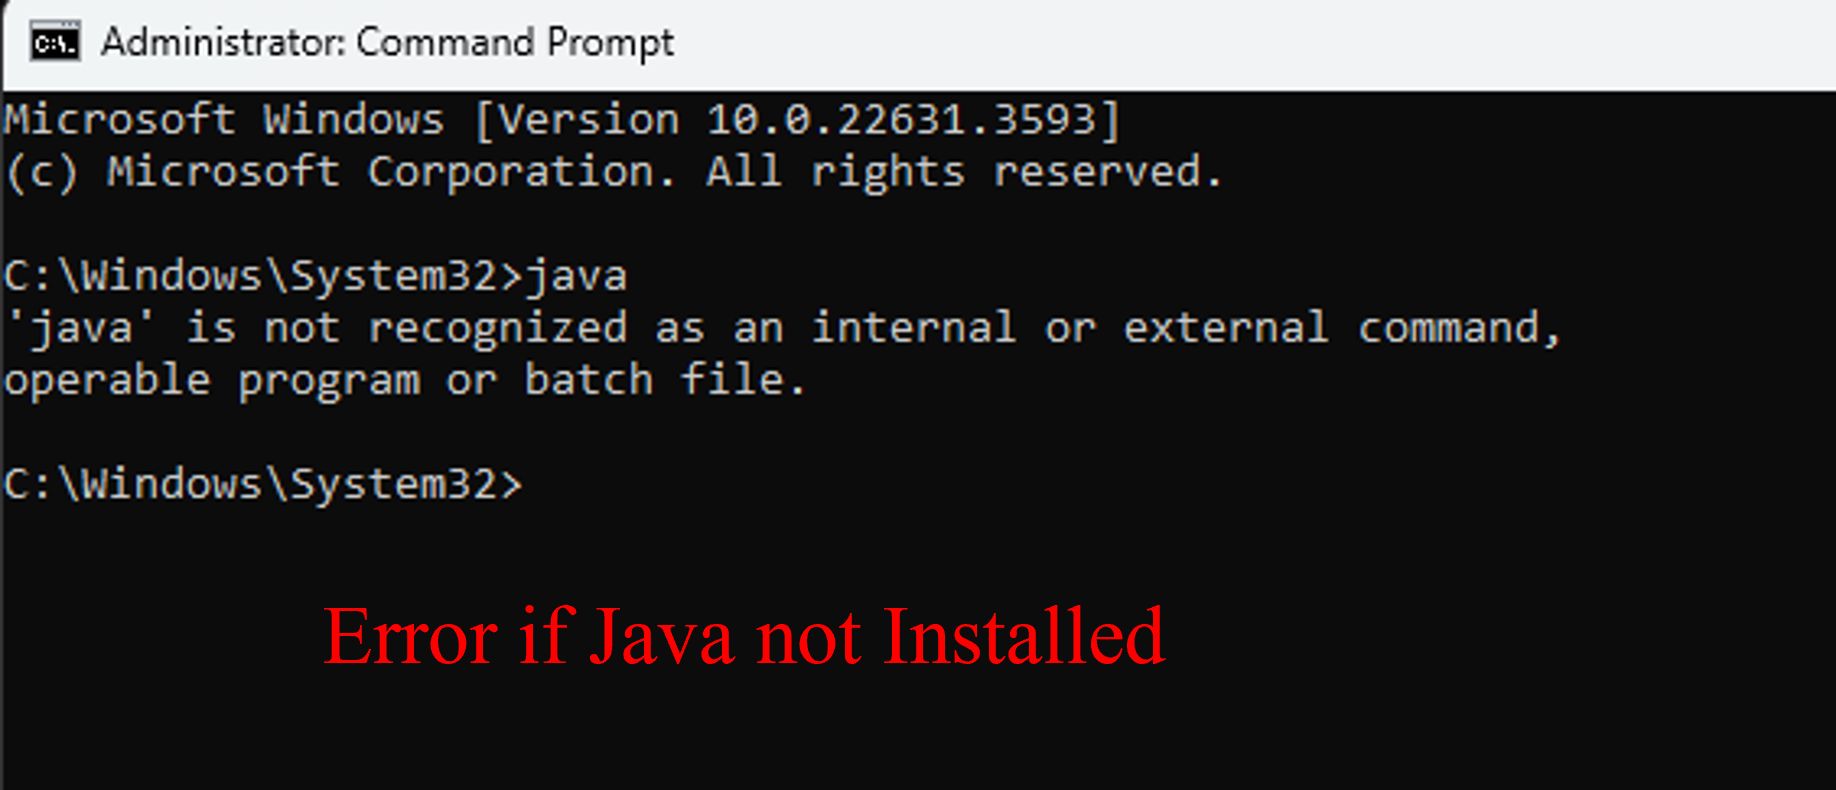 C:\.
Administrator: Command Prompt
Microsoft Windows [Version 10.0.22631.3593]
(c) Microsoft Corporation. All rights reserved.
C:\Windows\System32>java
'java' is not recognized as an internal or external command,
operable program or batch file.
C:\Windows\System32>
Error if Java not Installed